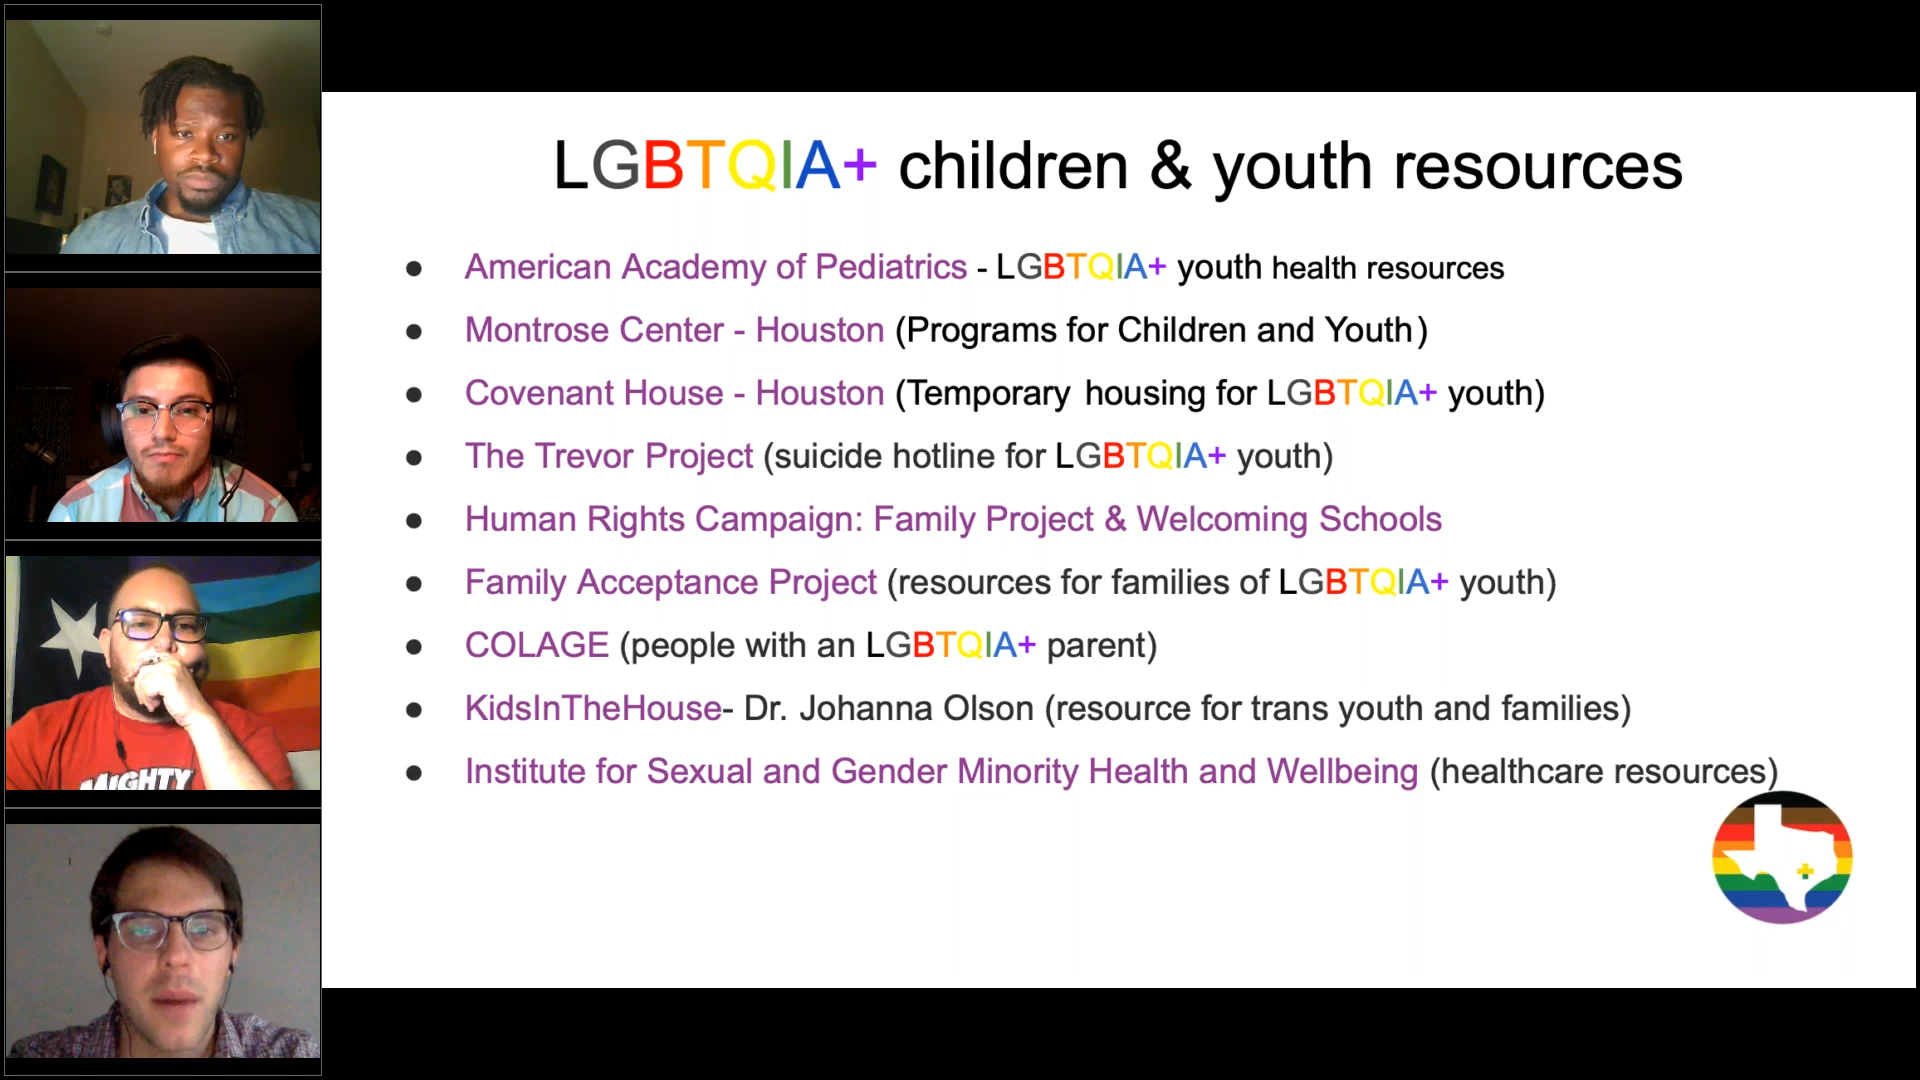 LGBTQIA+ children & youth resources
● American Academy of Pediatrics - LGBTQIA+ youth health resources
● Montrose Center - Houston (Programs for Children and Youth)
● Covenant House - Houston (Temporary housing for LGBTQIA+ youth)
● The Trevor Project (suicide hotline for LGBTQIA+ youth)
● Human Rights Campaign: Family Project & Welcoming Schools
● Family Acceptance Project (resources for families of LGBTQIA+ youth)
● COLAGE (people with an LGBTQIA+ parent)
● KidsInTheHouse- Dr. Johanna Olson (resource for trans youth and families)
● Institute for Sexual and Gender Minority Health and Wellbeing (healthcare resources)
MIGHTY